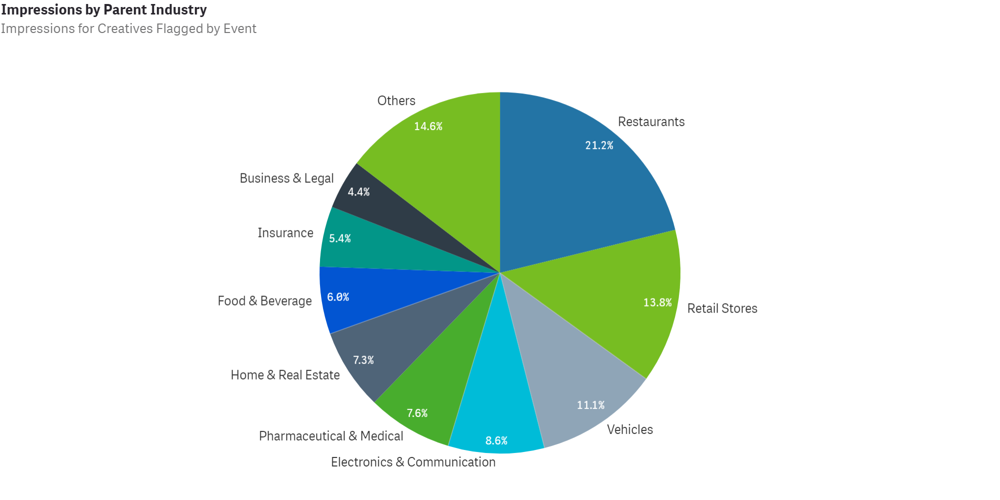 Impressions by Parent Industry
Impressions for Creatives Flagged by Event
Others
14.6%
Restaurants
21.2%
Business & Legal
4.4%
Insurance
5.4%
Food & Beverage
6.0%
Retail Stores
13.8%
Home & Real Estate
7.3%
Vehicles
11.1%
Pharmaceutical & Medical
7.6%
Electronics & Communication
8.6%